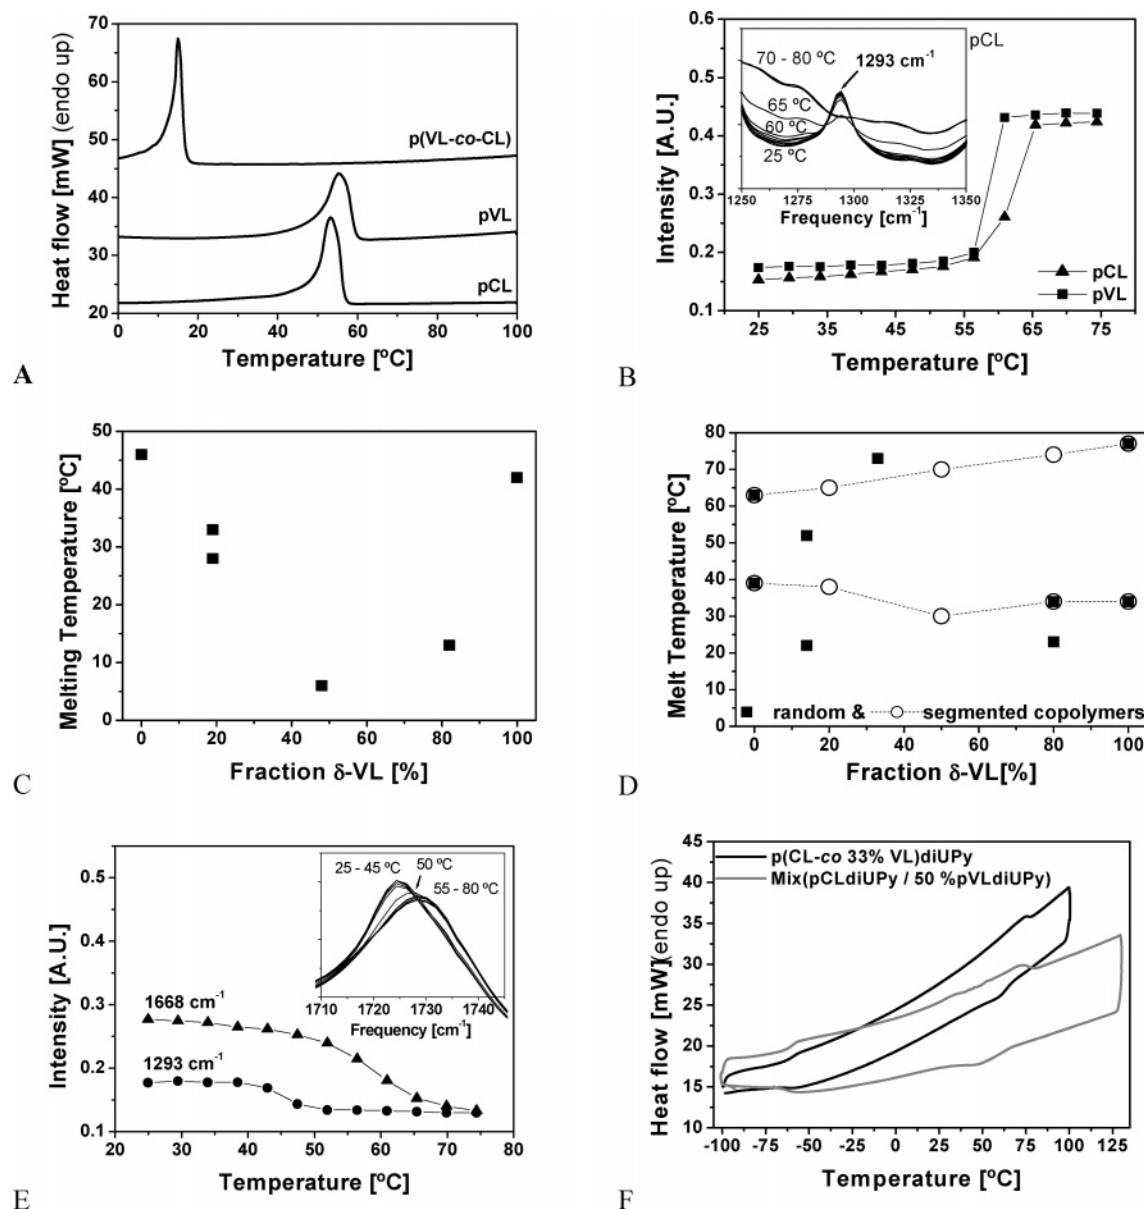 70
60
50
40
30
20
Heat flow [mW] (endo up)
p(VL-co-CL)
pVL
pCL
0 20 40 60 80 100
Temperature [ºC]
A
0.6
0.5
0.4
0.3
0.2
0.1
Intensity [A.U.]
pCL
70 - 80 ºC
1293 cm-1
65 ºC
60 ºC
25 ºC
1250 1275 1300 1325 1350
Frequency [cm-1]
pCL
pVL
25 35 45 55 65 75
Temperature [ºC]
B
50
40
30
20
10
0
Melting Temperature [ºC]
0 20 40 60 80 100
Fraction δ-VL [%]
C
80
70
60
50
40
30
20
10
0
Melt Temperature [ºC]
random & segmented copolymers
0 20 40 60 80 100
Fraction δ-VL[%]
D
0.5
0.4
0.3
0.2
0.1
Intensity [A.U.]
25 - 45 ºC
50 ºC
55 - 80 ºC
1710 1720 1730 1740
Frequency [cm-1]
1668 cm-1
1293 cm-1
20 30 40 50 60 70 80
Temperature [ºC]
E
45
40
35
30
25
20
15
10
Heat flow [mW](endo up)
p(CL-co 33% VL)diUPy
Mix(pCLdiUPy / 50 %pVLdiUPy)
-100 -75 -50 -25 0 25 50 75 100 125
Temperature [ºC]
F